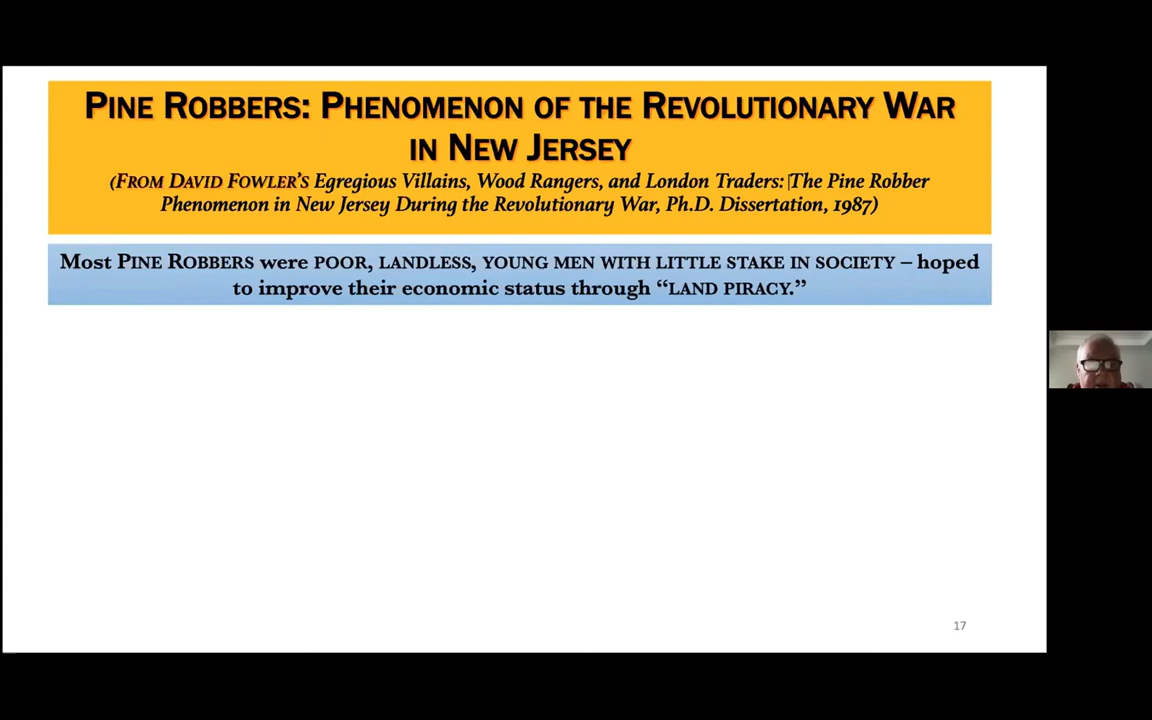 PINE ROBBERS: PHENOMENON OF THE REVOLUTIONARY WAR
IN NEW JERSEY
(FROM DAVID FOWLER'S Egregious Villains, Wood Rangers, and London Traders: The Pine Robber
Phenomenon in New Jersey During the Revolutionary War, Ph.D. Dissertation, 1987)
Most PINE ROBBERS were POOR, LANDLESS, YOUNG MEN WITH LITTLE STAKE IN SOCIETY – hoped
to improve their economic status through “LAND PIRACY.”
17